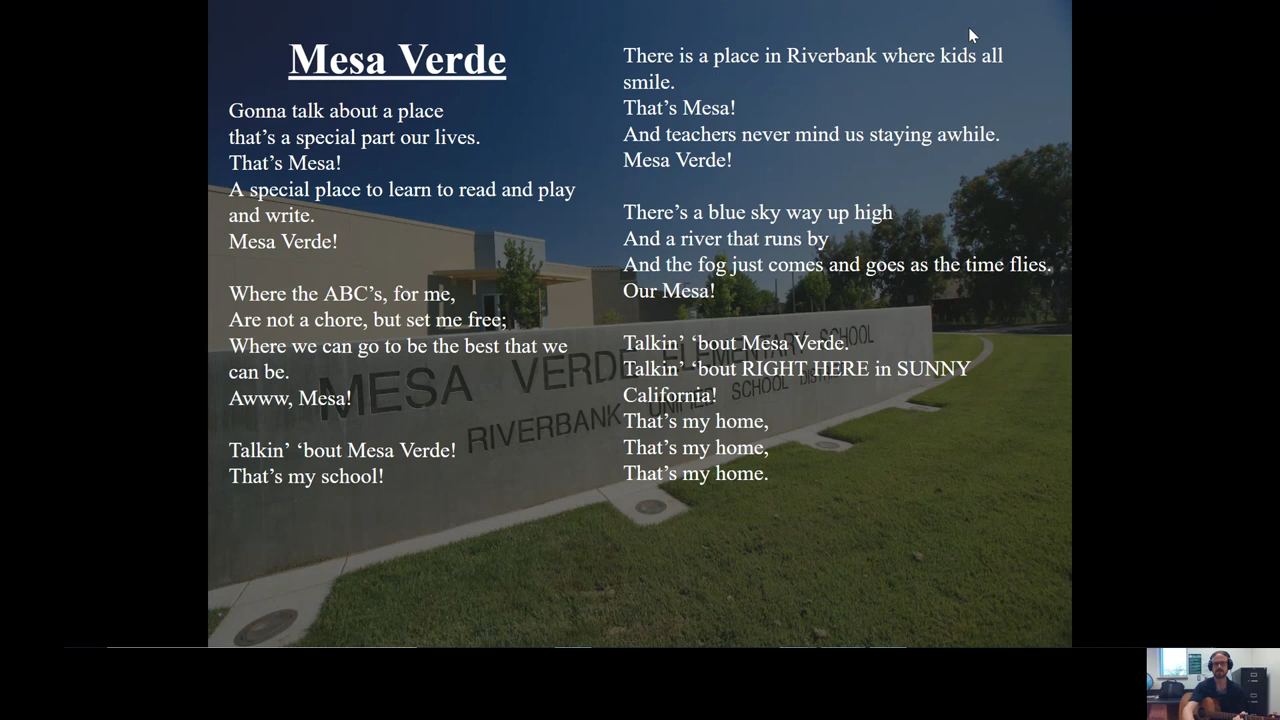 Mesa Verde
Gonna talk about a place
that’s a special part our lives.
That’s Mesa!
A special place to learn to read and play
and write.
Mesa Verde!
Where the ABC’s, for me,
Are not a chore, but set me free;
Where we can go to be the best that we
can be.
Awww, Mesa!
Talkin’ ‘bout Mesa Verde!
That’s my school!
There is a place in Riverbank where kids all
smile.
That’s Mesa!
And teachers never mind us staying awhile.
Mesa Verde!
There’s a blue sky way up high
And a river that runs by
And the fog just comes and goes as the time flies.
Our Mesa!
Talkin’ ‘bout Mesa Verde.
Talkin’ ‘bout RIGHT HERE in SUNNY
California!
That’s my home,
That’s my home,
That’s my home.
MESA VERDE ELEMENTARY SCHOOL
RIVERBANK UNIFIED SCHOOL DISTRICT